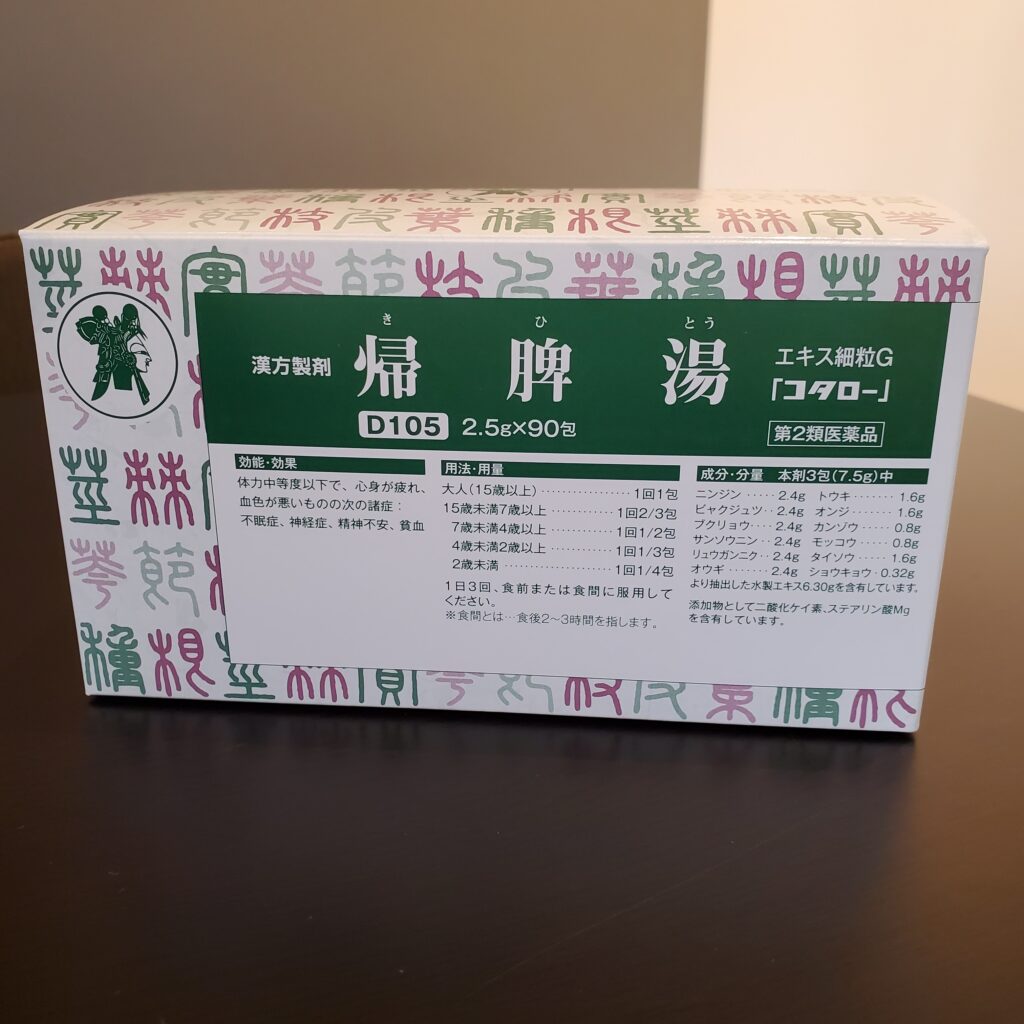 き ひ とう
漢方製剤 帰脾湯 エキス細粒G
「コタロー」
D105 2.5g×90包
第2類医薬品
効能・効果
体力中等度以下で、心身が疲れ、
血色が悪いものの次の諸症：
不眠症、神経症、精神不安、貧血
用法・用量
大人(15歳以上) ‥‥‥‥‥‥ 1回1包
15歳未満7歳以上 ‥‥‥‥‥ 1回2/3包
7歳未満4歳以上 ‥‥‥‥‥ 1回1/2包
4歳未満2歳以上 ‥‥‥‥‥ 1回1/3包
2歳未満 ‥‥‥‥‥‥‥‥ 1回1/4包
1日3回、食前または食間に服用して
ください。
※食間とは…食後2〜3時間を指します。
成分・分量 本剤3包(7.5g)中
ニンジン ‥‥ 2.4g トウキ ‥‥‥ 1.6g
ビャクジュツ ‥ 2.4g オンジ ‥‥‥ 1.6g
ブクリョウ ‥‥ 2.4g カンゾウ ‥‥ 0.8g
サンソウニン ‥ 2.4g モッコウ ‥‥ 0.8g
リュウガンニク ‥ 2.4g タイソウ ‥‥ 1.6g
オウギ ‥‥‥ 2.4g ショウキョウ ‥ 0.32g
より抽出した水製エキス6.30gを含有しています。
添加物として二酸化ケイ素、ステアリン酸Mg
を含有しています。